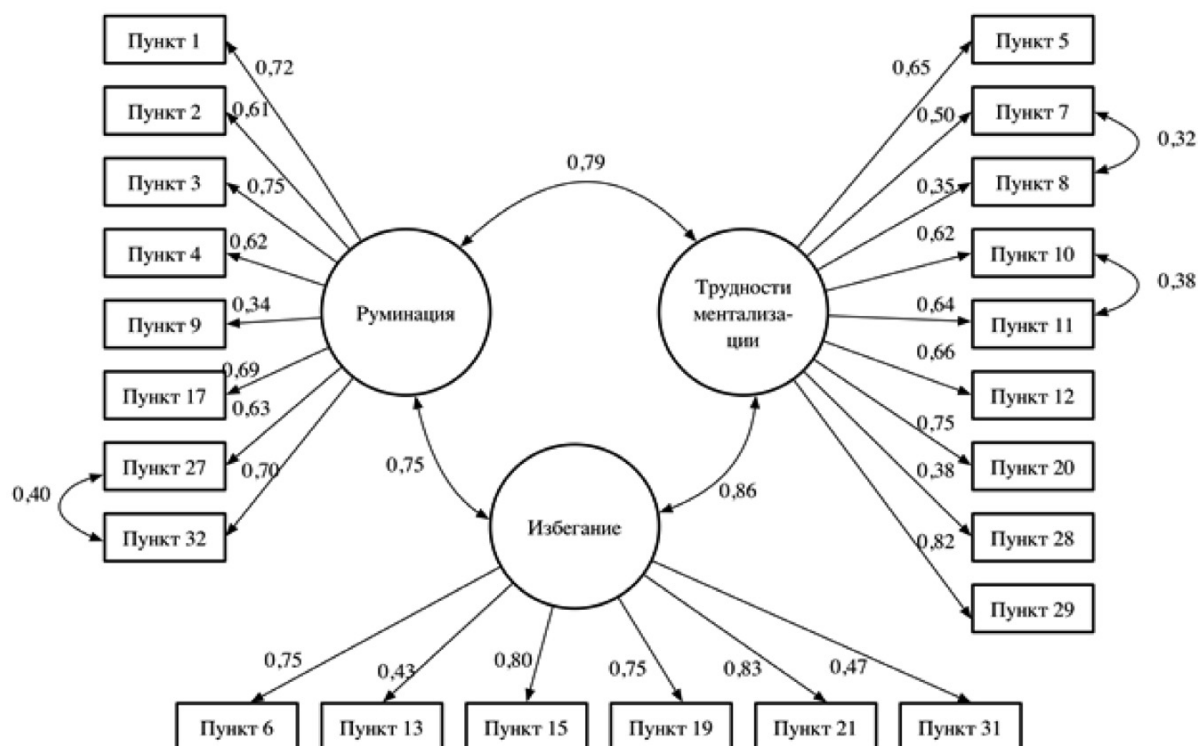 Пункт 1
Пункт 2
Пункт 3
Пункт 4
Пункт 9
Пункт 17
Пункт 27
Пункт 32
0,72
0,61
0,75
0,62
0,34
0,69
0,63
0,70
0,40
Руминация
0,79
Трудности
ментализа-
ции
0,75
0,86
Избегание
0,65
0,50
0,35
0,62
0,64
0,66
0,75
0,38
0,82
Пункт 5
Пункт 7
Пункт 8
Пункт 10
Пункт 11
Пункт 12
Пункт 20
Пункт 28
Пункт 29
0,32
0,38
0,75
0,43
0,80
0,75
0,83
0,47
Пункт 6
Пункт 13
Пункт 15
Пункт 19
Пункт 21
Пункт 31